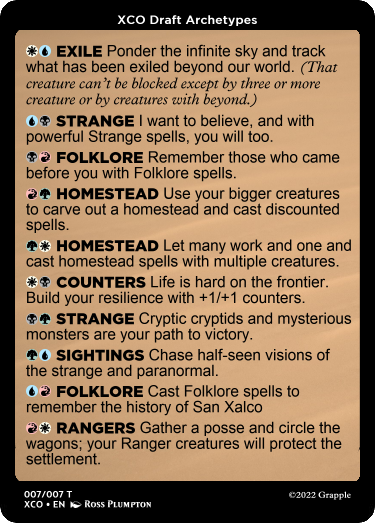 XCO Draft Archetypes
EXILE Ponder the infinite sky and track
what has been exiled beyond our world. (That
creature can't be blocked except by three or more
creature or by creatures with beyond.)
STRANGE I want to believe, and with
powerful Strange spells, you will too.
FOLKLORE Remember those who came
before you with Folklore spells.
HOMESTEAD Use your bigger creatures
to carve out a homestead and cast discounted
spells.
HOMESTEAD Let many work and one and
cast homestead spells with multiple creatures.
COUNTERS Life is hard on the frontier.
Build your resilience with +1/+1 counters.
STRANGE Cryptic cryptids and mysterious
monsters are your path to victory.
SIGHTINGS Chase half-seen visions of
the strange and paranormal.
FOLKLORE Cast Folklore spells to
remember the history of San Xalco
RANGERS Gather a posse and circle the
wagons; your Ranger creatures will protect the
settlement.
007/007 T
XCO • EN Ross Plumpton
©2022 Grapple